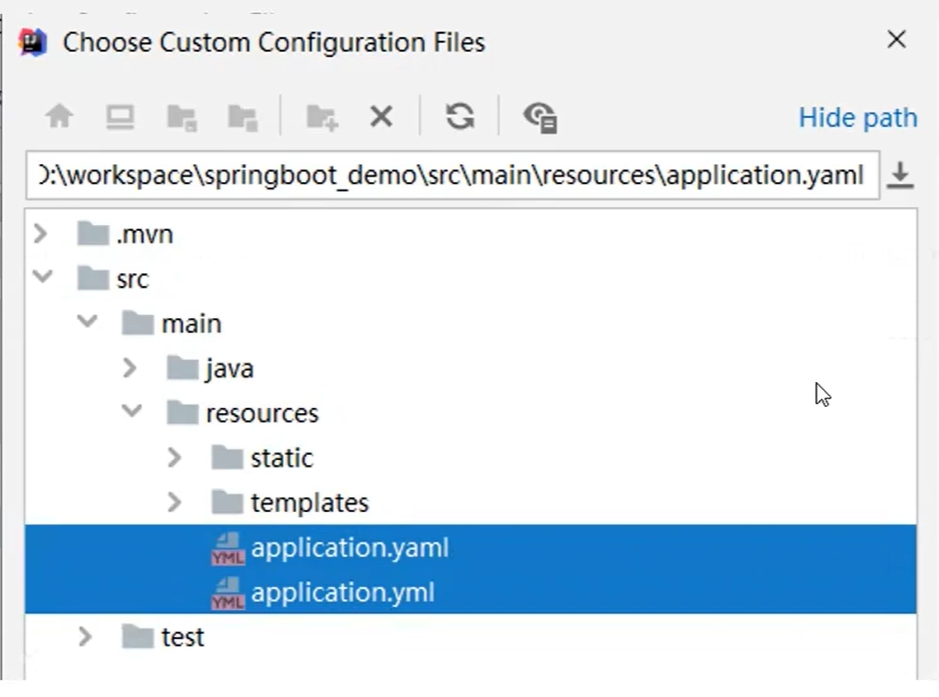 Choose Custom Configuration Files
Hide path
D:\workspace\springboot_demo\src\main\resources\application.yaml
.mvn
src
main
java
resources
static
templates
YML application.yaml
YML application.yml
test